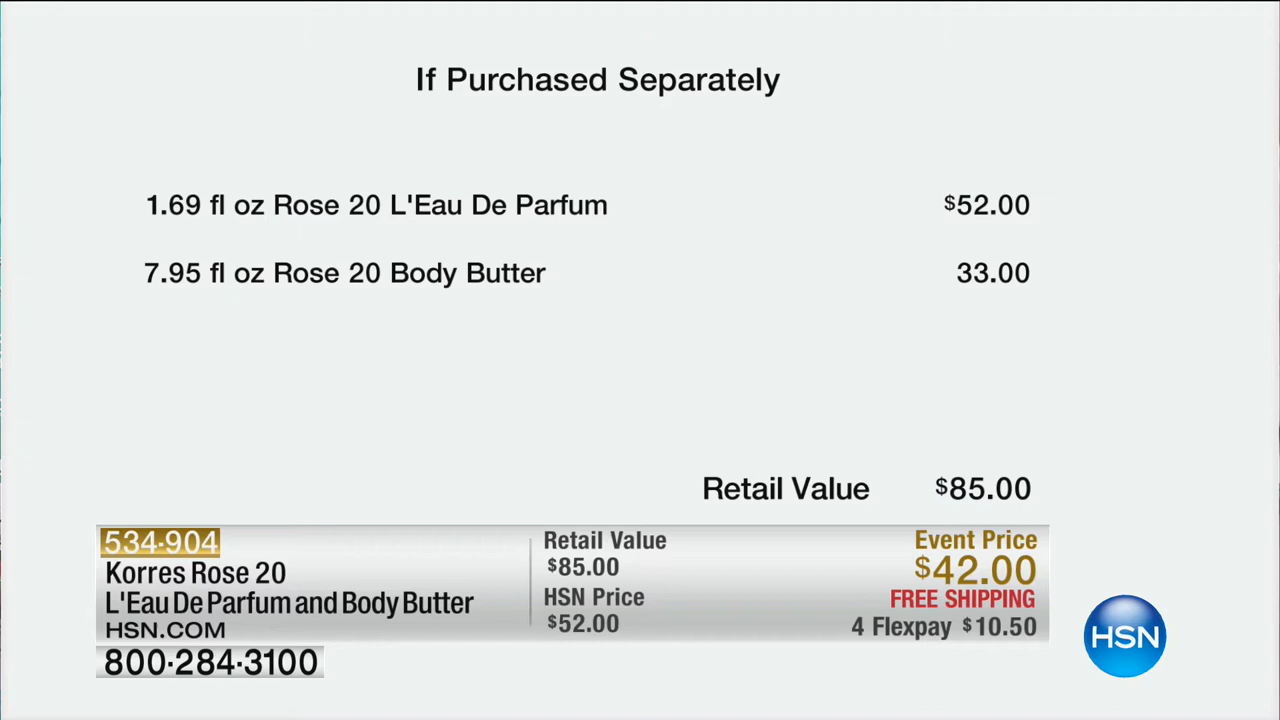 If Purchased Separately
1.69 fl oz Rose 20 L'Eau De Parfum $52.00
7.95 fl oz Rose 20 Body Butter 33.00
Retail Value $85.00
534-904
Korres Rose 20
L'Eau De Parfum and Body Butter
HSN.COM
800-284-3100
Retail Value
$85.00
HSN Price
$52.00
Event Price
$42.00
FREE SHIPPING
4 Flexpay $10.50
HSN